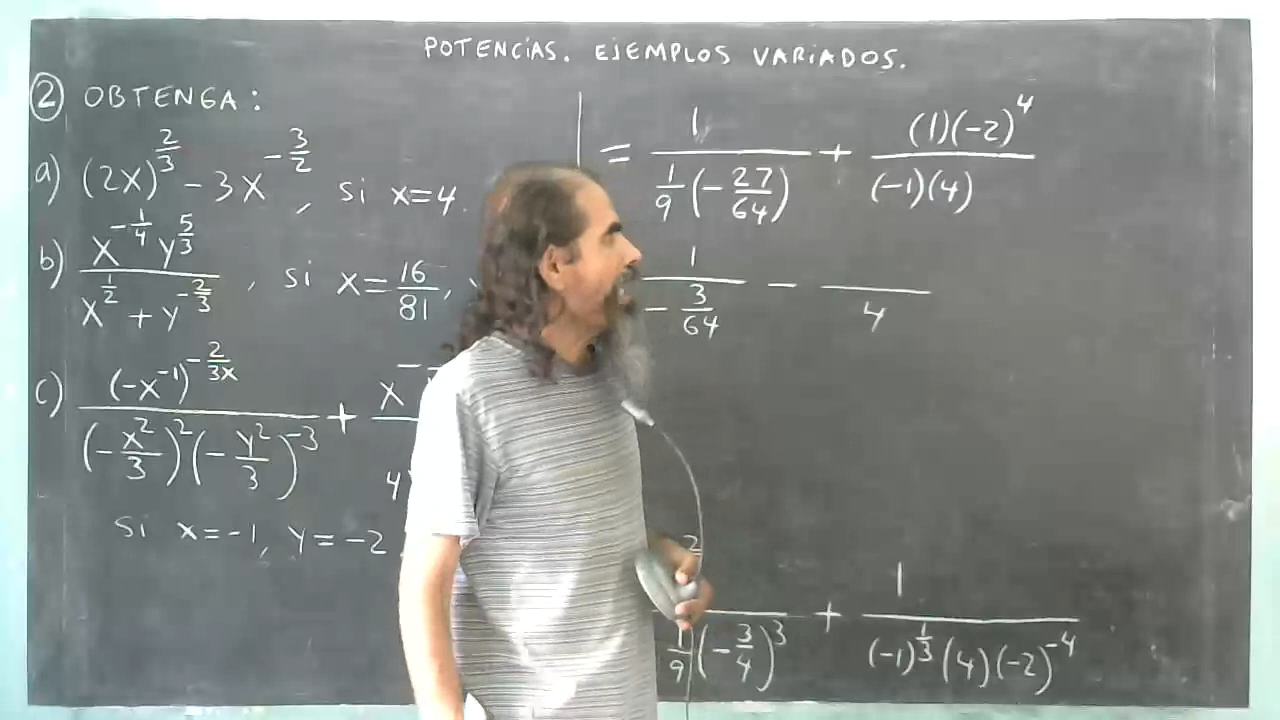 POTENCIAS. EJEMPLOS VARIADOS.
② OBTENGA:
a) (2x)^(2/3) - 3x^(-3/2), si x=4.
b) (x^(-1/4) y^(5/3)) / (x^(1/2) + y^(-2/3)), si x = 16/81,
c) (-x^(-1))^(-2/(3x)) / ((-x²/3)² (-y²/3)^(-3)) + x^-
4
si x=-1, y=-2
= 1 / (1/9 (-27/64)) + (1)(-2)^4 / ((-1)(4))
1 / (-3/64) - / 4
2
/ (1/9 (-3/4)³) + 1 / ((-1)^(1/3) (4)(-2)^(-4))